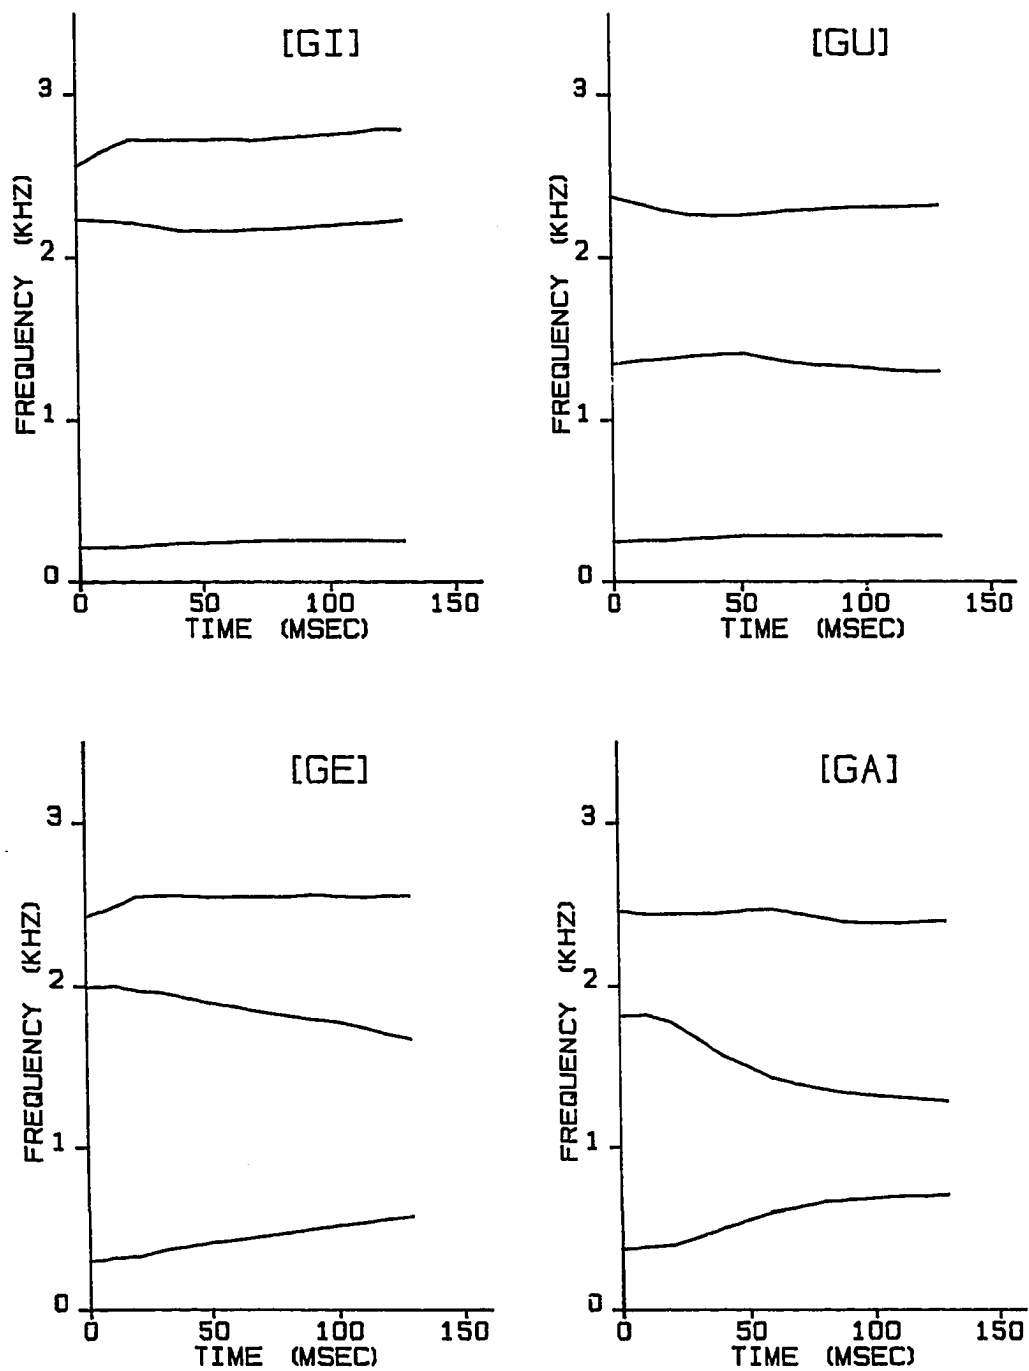 [GI]
3
2
1
0
FREQUENCY (KHZ)
0 50 100 150
TIME (MSEC)
[GU]
3
2
1
0
FREQUENCY (KHZ)
0 50 100 150
TIME (MSEC)
[GE]
3
2
1
0
FREQUENCY (KHZ)
0 50 100 150
TIME (MSEC)
[GA]
3
2
1
0
FREQUENCY (KHZ)
0 50 100 150
TIME (MSEC)